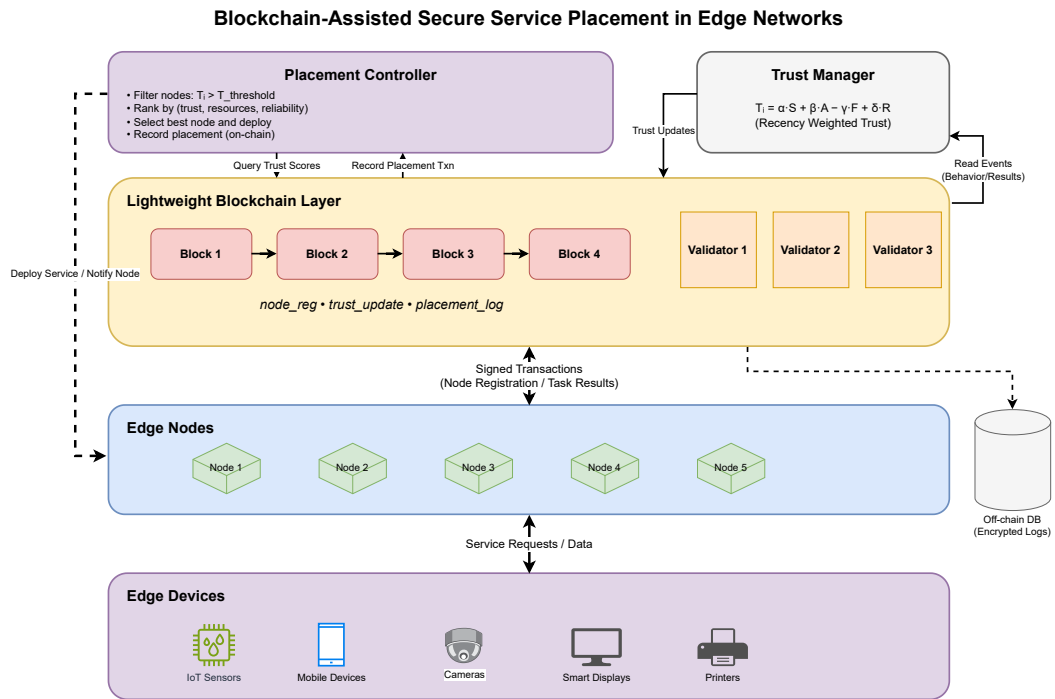 Blockchain-Assisted Secure Service Placement in Edge Networks
Placement Controller
• Filter nodes: Tᵢ > T_threshold
• Rank by (trust, resources, reliability)
• Select best node and deploy
• Record placement (on-chain)
Trust Manager
Tᵢ = α·S + β·A − γ·F + δ·R
(Recency Weighted Trust)
Trust Updates
Query Trust Scores
Record Placement Txn
Read Events
(Behavior/Results)
Lightweight Blockchain Layer
Block 1
Block 2
Block 3
Block 4
Validator 1
Validator 2
Validator 3
Deploy Service / Notify Node
node_reg • trust_update • placement_log
Signed Transactions
(Node Registration / Task Results)
Edge Nodes
Node 1
Node 2
Node 3
Node 4
Node 5
Off-chain DB
(Encrypted Logs)
Service Requests / Data
Edge Devices
IoT Sensors
Mobile Devices
Cameras
Smart Displays
Printers